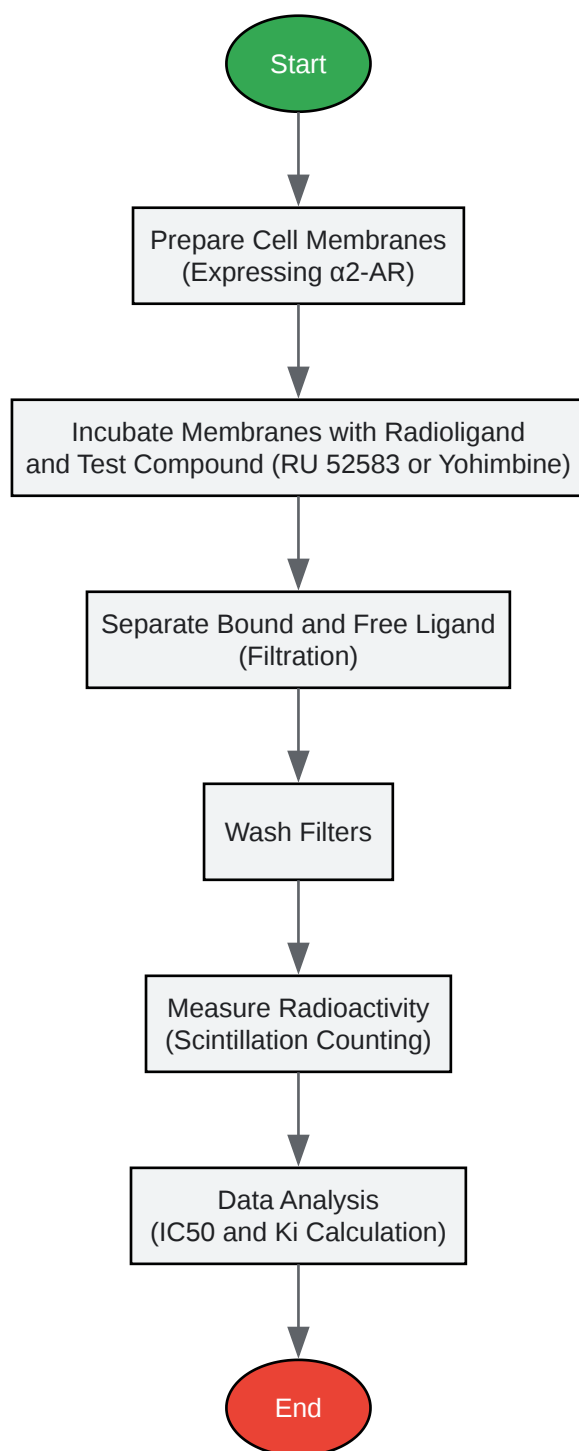 Start
Prepare Cell Membranes
(Expressing α2-AR)
Incubate Membranes with Radioligand
and Test Compound (RU 52583 or Yohimbine)
Separate Bound and Free Ligand
(Filtration)
Wash Filters
Measure Radioactivity
(Scintillation Counting)
Data Analysis
(IC50 and Ki Calculation)
End